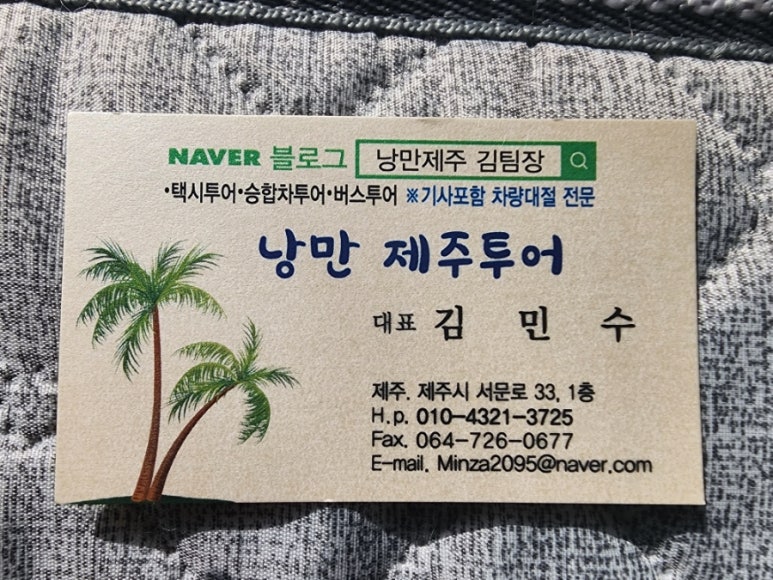 NAVER 블로그 낭만제주 김팀장
•택시투어•승합차투어•버스투어 ※기사포함 차량대절 전문
낭만 제주투어
대표 김 민 수
제주. 제주시 서문로 33, 1층
H.p. 010-4321-3725
Fax. 064-726-0677
E-mail. Minza2095@naver.com